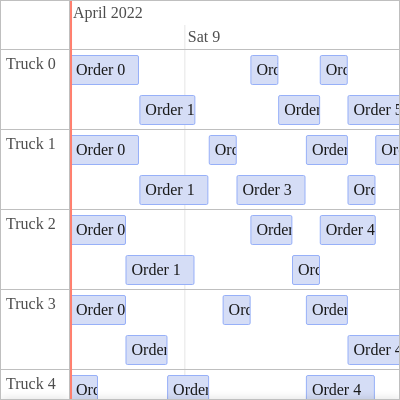 April 2022
Sat 9
Truck 0
Order 0
Orc
Orc
Order 1
Order
Order 5
Truck 1
Order 0
Orc
Order
Or
Order 1
Order 3
Orc
Truck 2
Order 0
Order
Order 4
Order 1
Orc
Truck 3
Order 0
Orc
Order
Order
Order 4
Truck 4
Orc
Order
Order 4